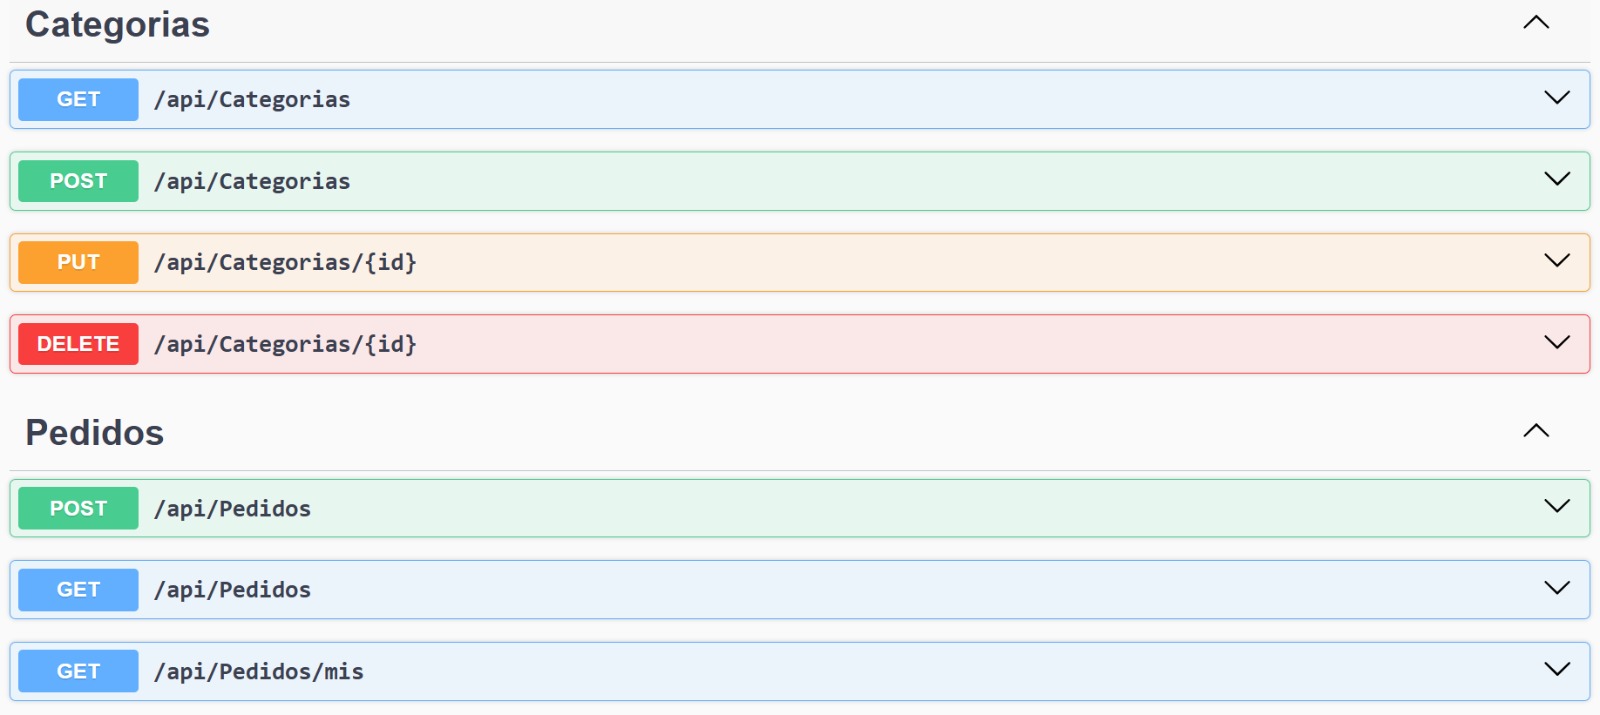 Categorias
GET /api/Categorias
POST /api/Categorias
PUT /api/Categorias/{id}
DELETE /api/Categorias/{id}
Pedidos
POST /api/Pedidos
GET /api/Pedidos
GET /api/Pedidos/mis